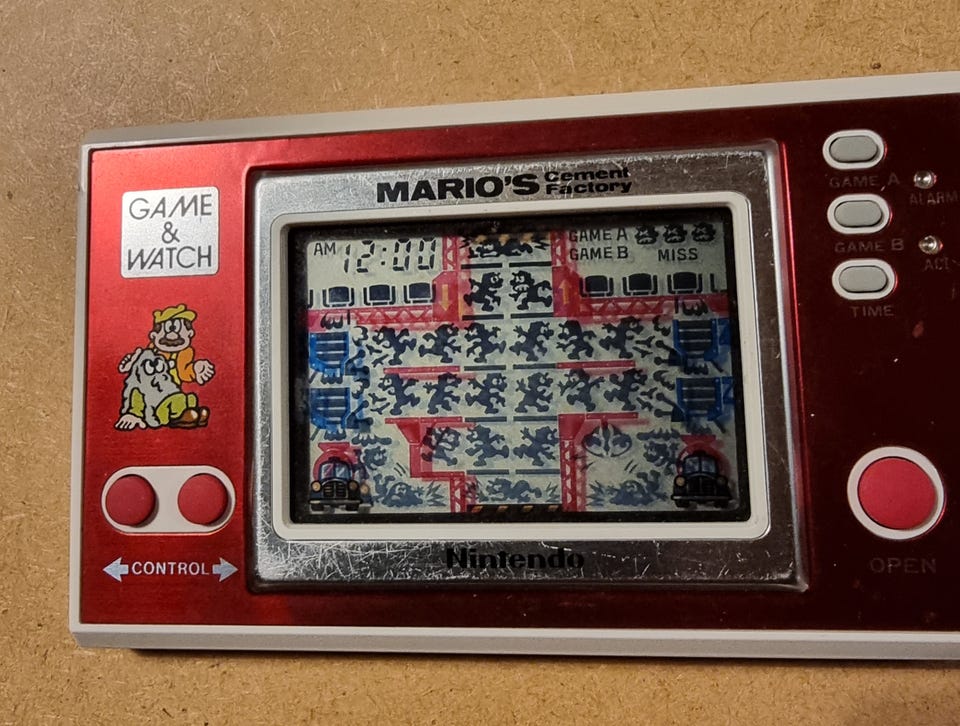 GAME
&
WATCH
MARIO'S Cement Factory
AM 12:00
GAME A
GAME B
MISS
GAME A
ALARM
GAME B
ACL
TIME
CONTROL
Nintendo
OPEN